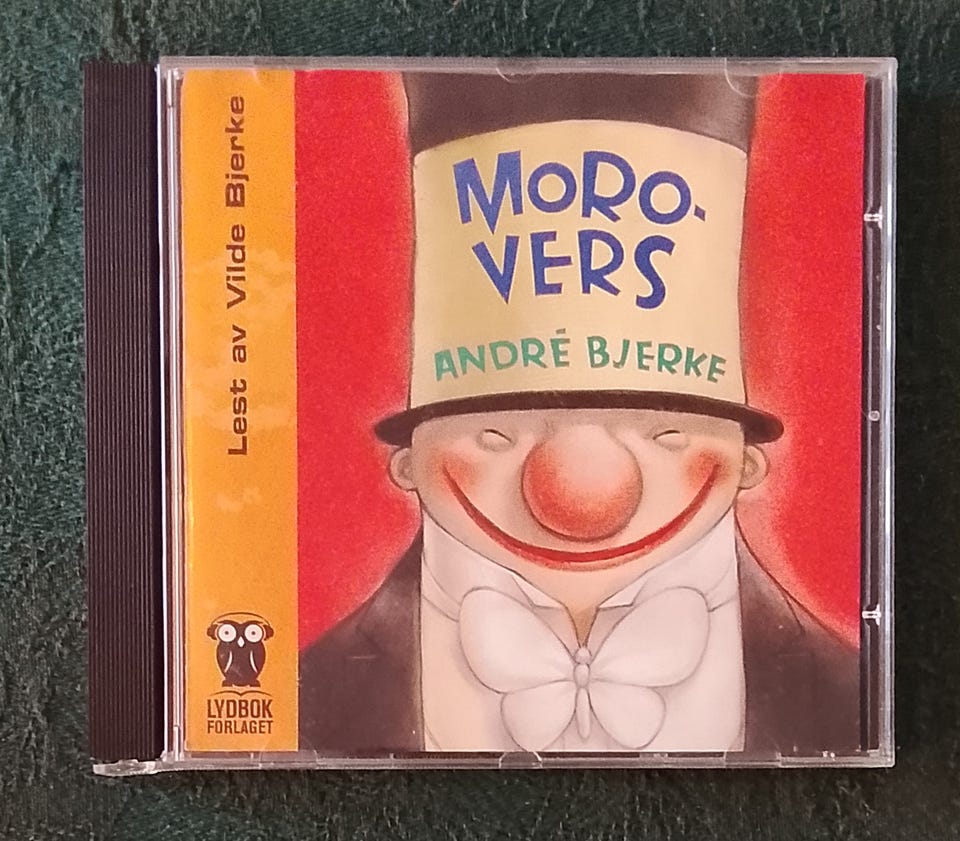 Lest av Vilde Bjerke
MORO-
VERS
ANDRÉ BJERKE
LYDBOK
FORLAGET